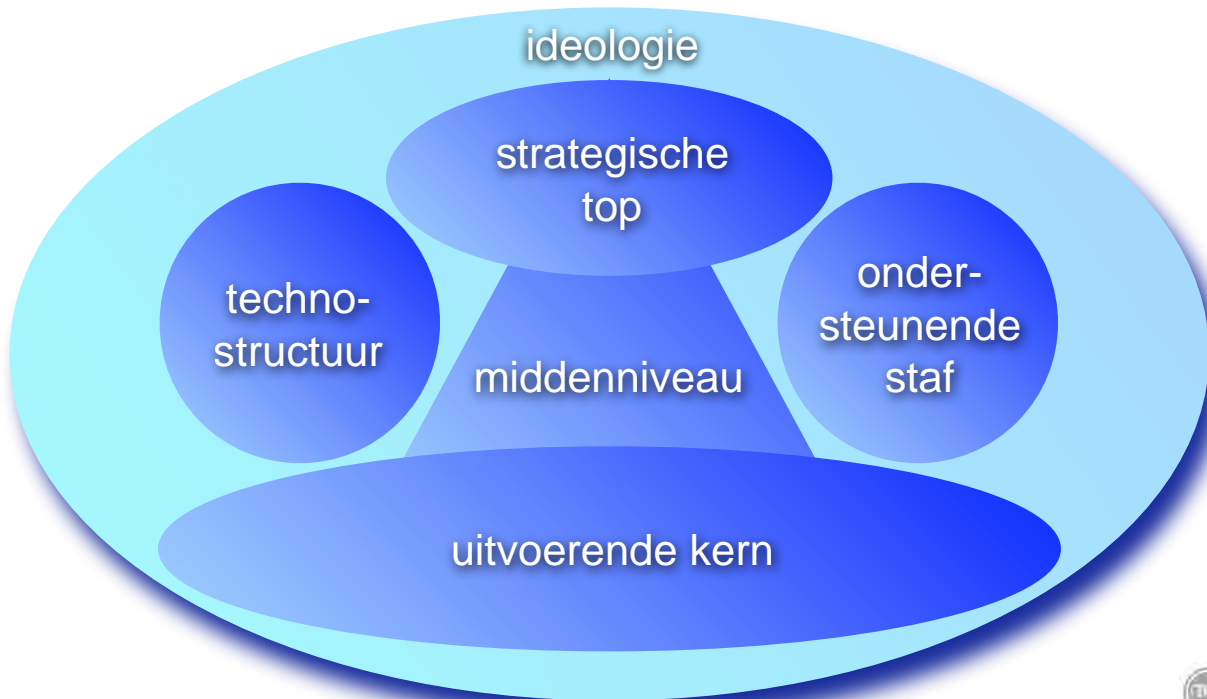 ideologie
strategische
top
techno-
structuur
onder-
steunende
staf
middenniveau
uitvoerende kern